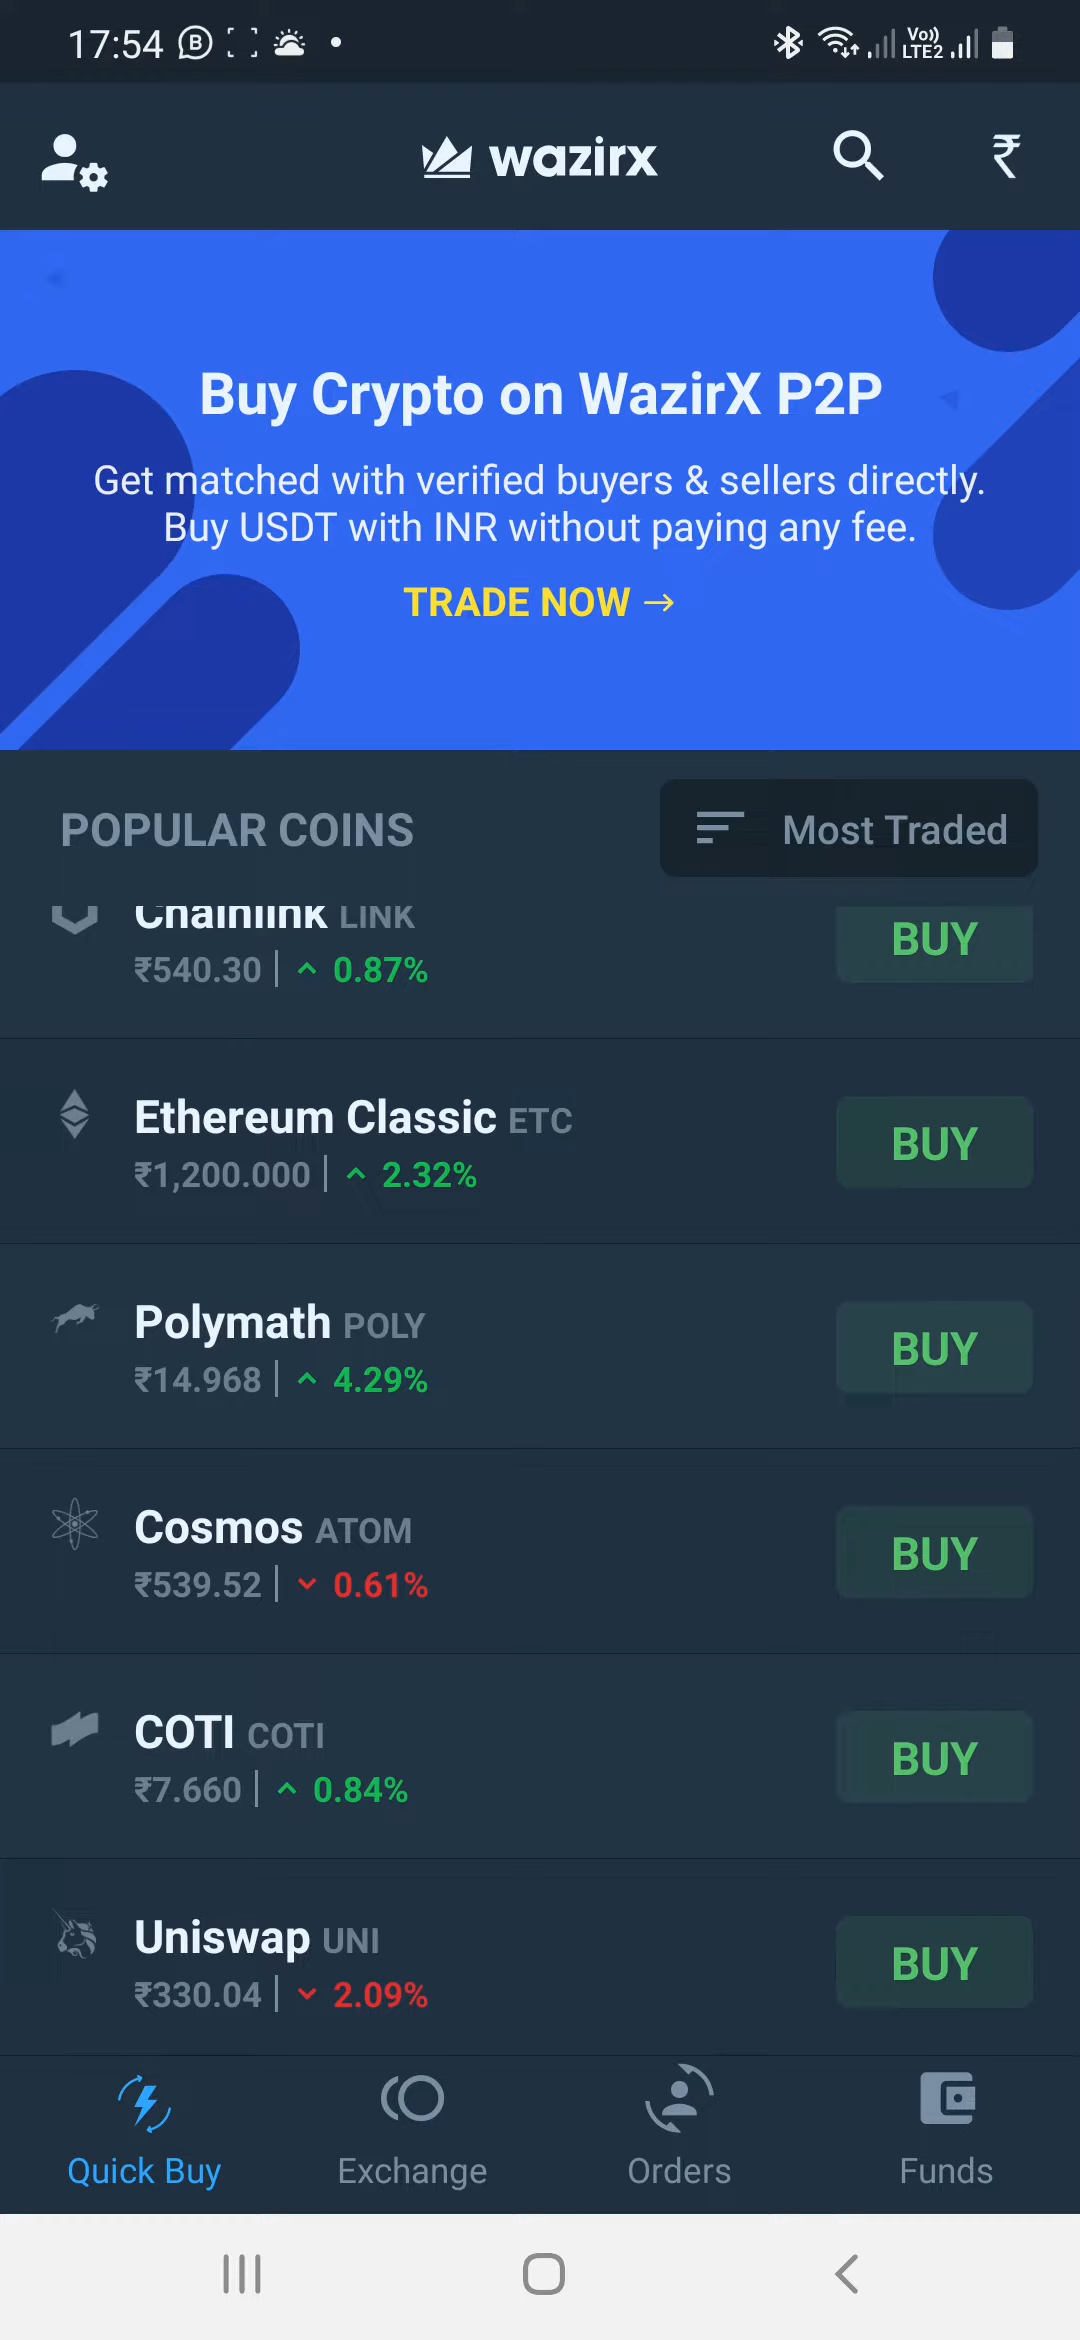 17:54
Vo))
LTE2
wazirx
₹
Buy Crypto on WazirX P2P
Get matched with verified buyers & sellers directly.
Buy USDT with INR without paying any fee.
TRADE NOW →
POPULAR COINS
Most Traded
Chainlink LINK
BUY
₹540.30 | 0.87%
Ethereum Classic ETC
BUY
₹1,200.000 | 2.32%
Polymath POLY
BUY
₹14.968 | 4.29%
Cosmos ATOM
BUY
₹539.52 | 0.61%
COTI COTI
BUY
₹7.660 | 0.84%
Uniswap UNI
BUY
₹330.04 | 2.09%
Quick Buy
Exchange
Orders
Funds